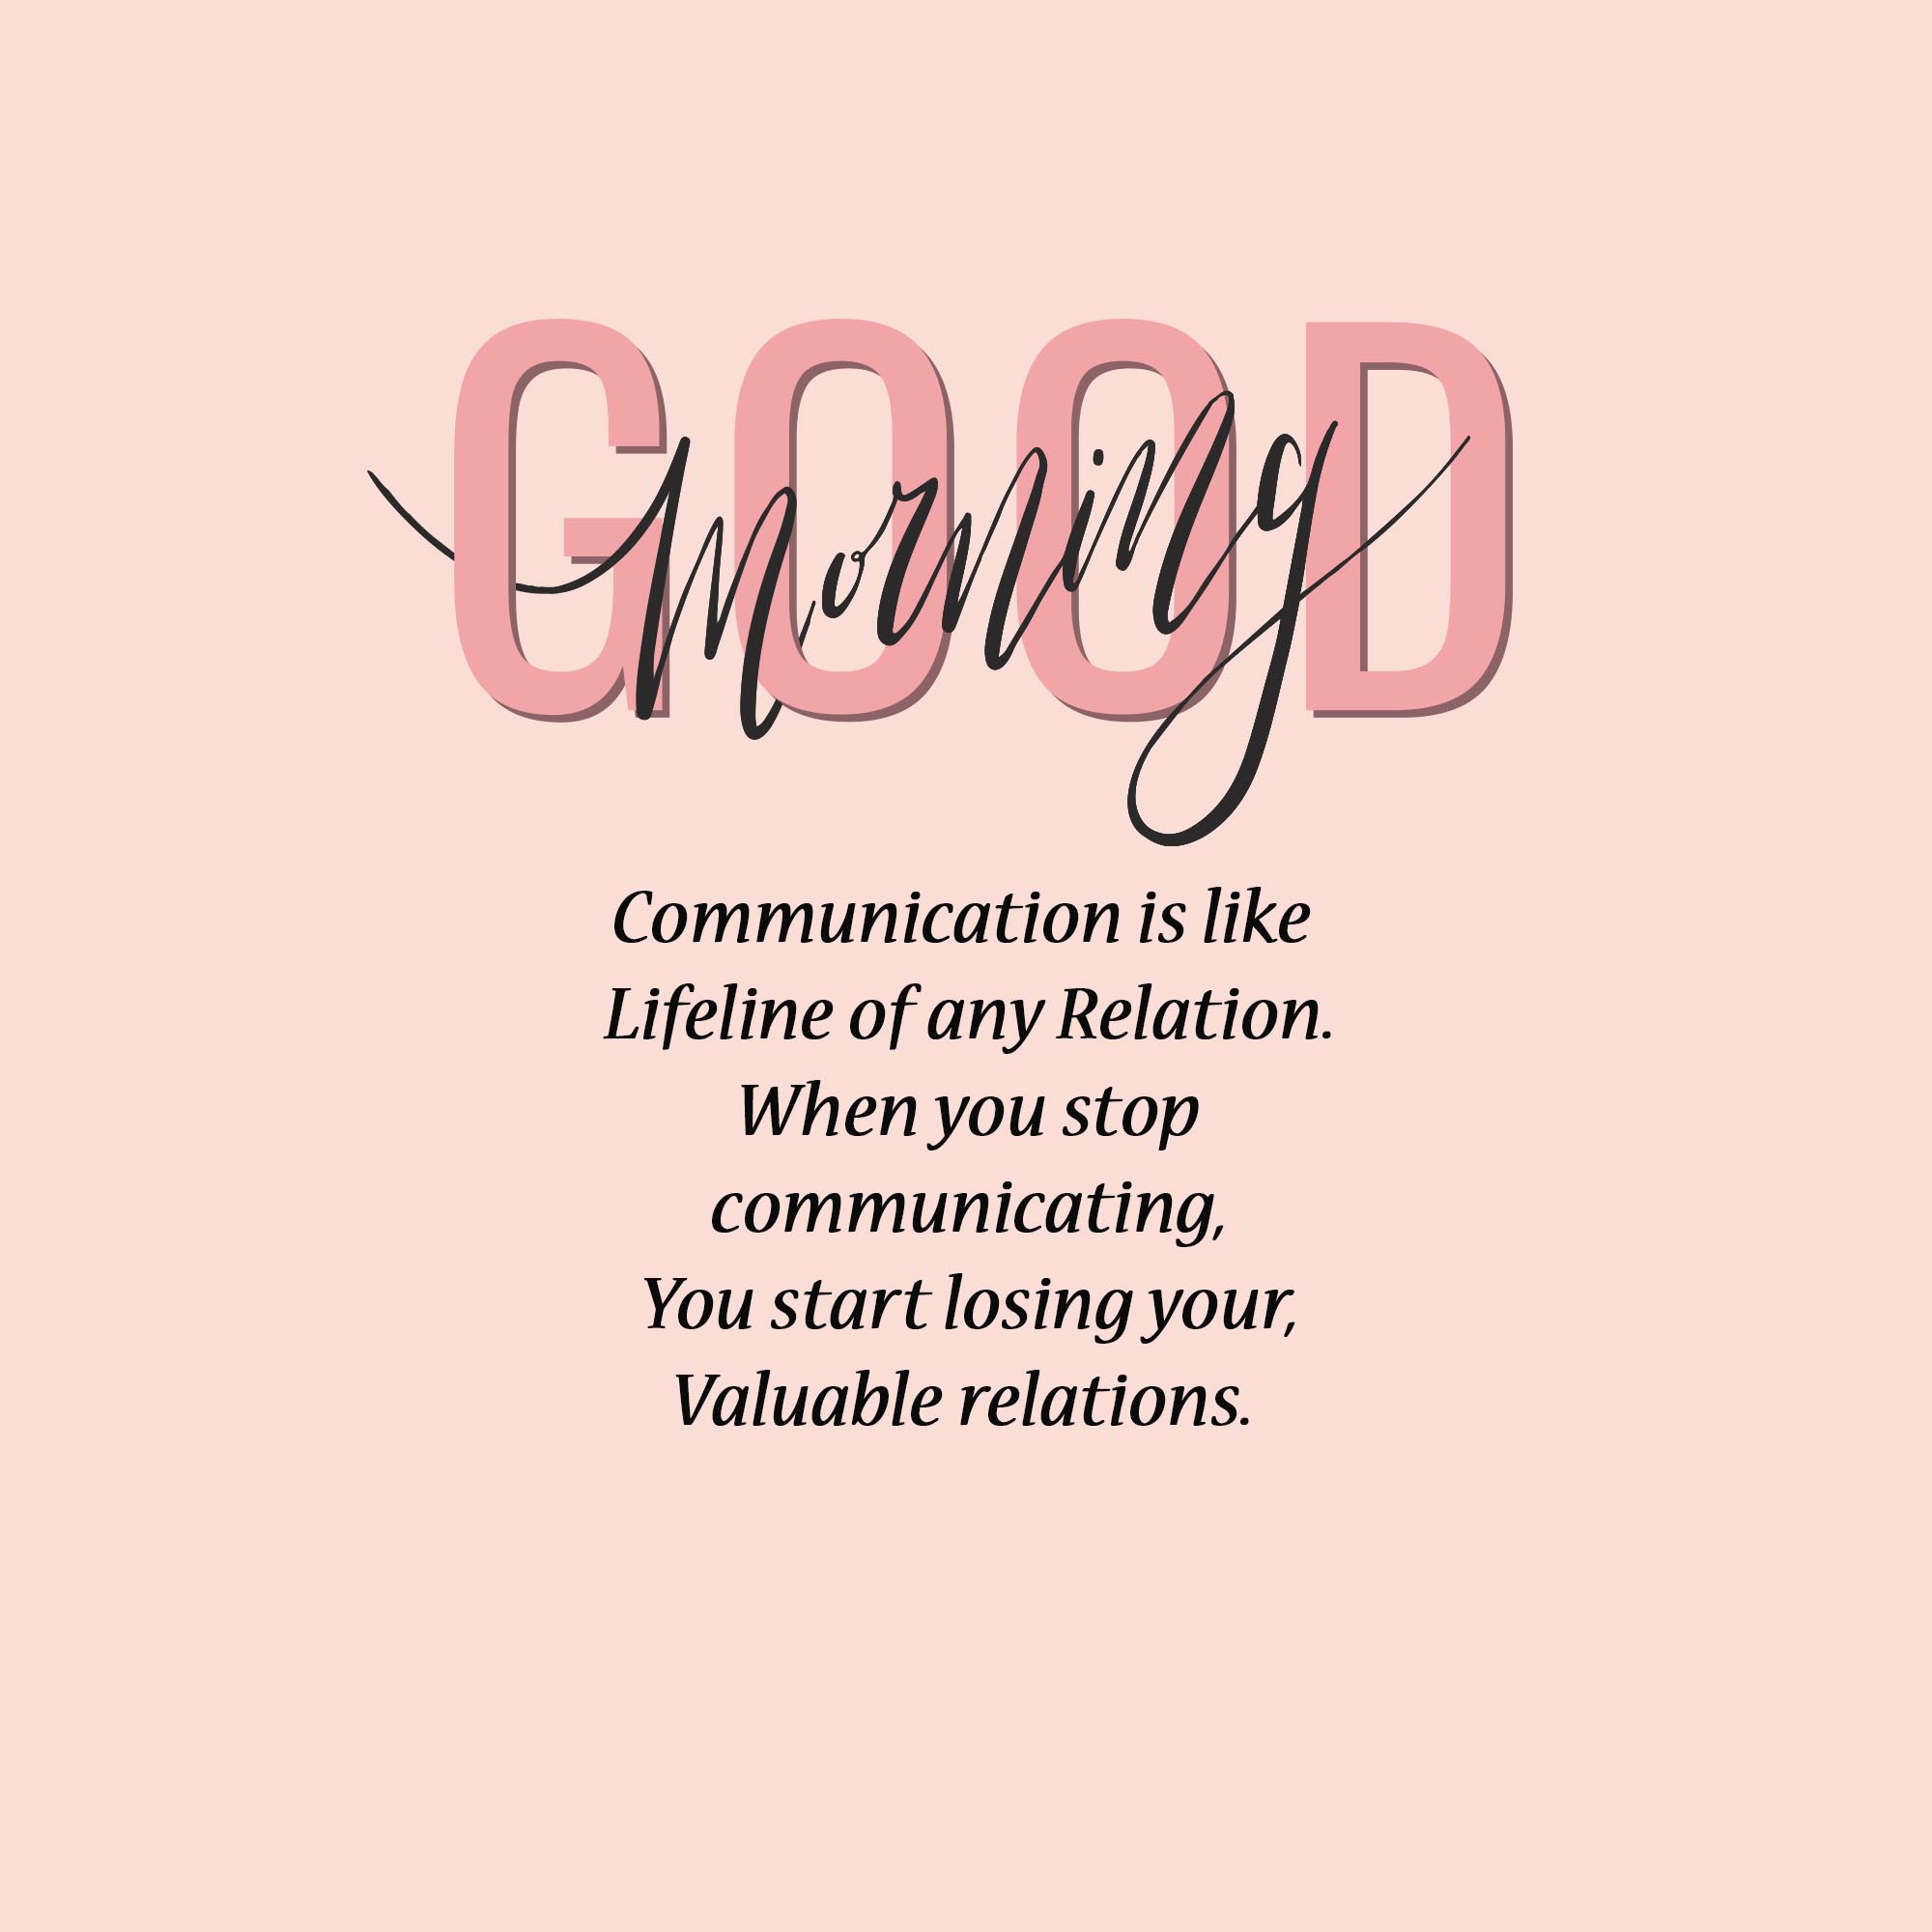 GOOD
Morning
Communication is like
Lifeline of any Relation.
When you stop
communicating,
You start losing your,
Valuable relations.